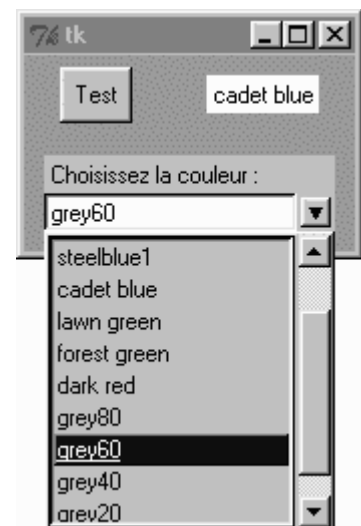 tk
Test
cadet blue
Choisissez la couleur :
grey60
steelblue1
cadet blue
lawn green
forest green
dark red
grey80
grey60
grey40
grey20